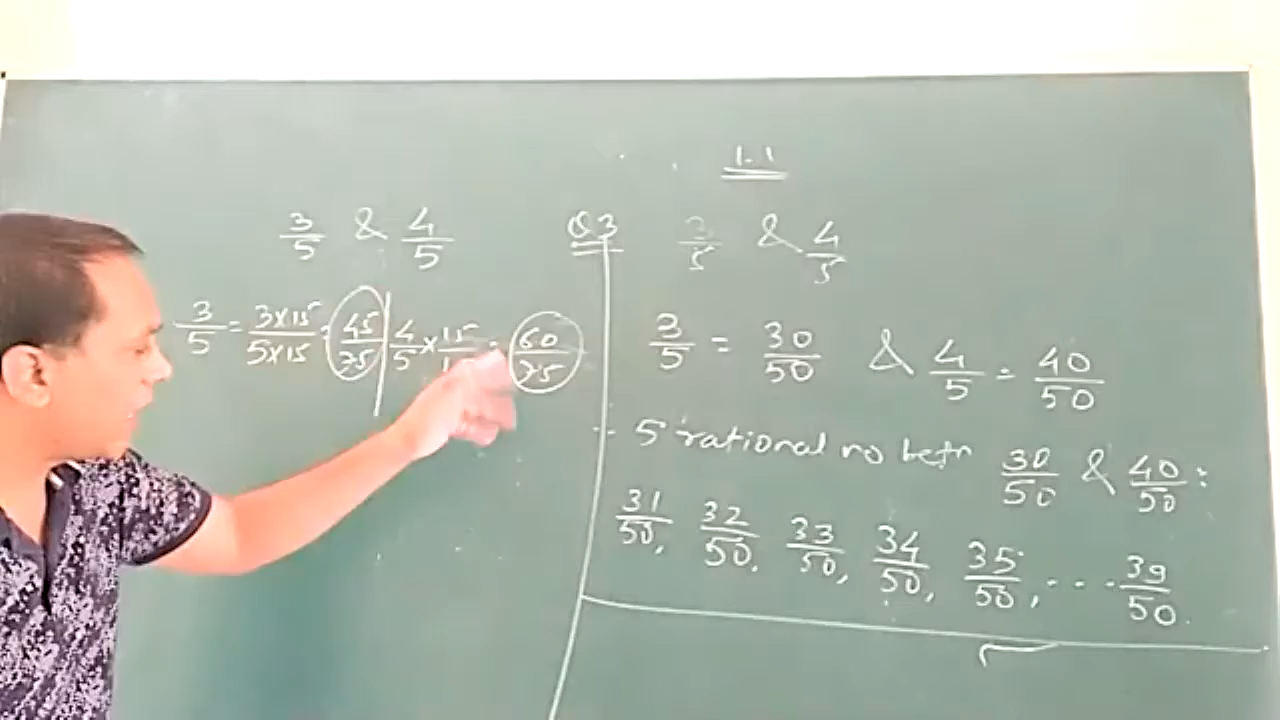 1.1
3/5 & 4/5
3/5 = 3×15/5×15 = 45/75 | 4/5 × 15/ = 60/75
Q3 3/5 & 4/5
3/5 = 30/50 & 4/5 = 40/50
5 rational no betn 30/50 & 40/50 :
31/50, 32/50, 33/50, 34/50, 35/50, ... 39/50.